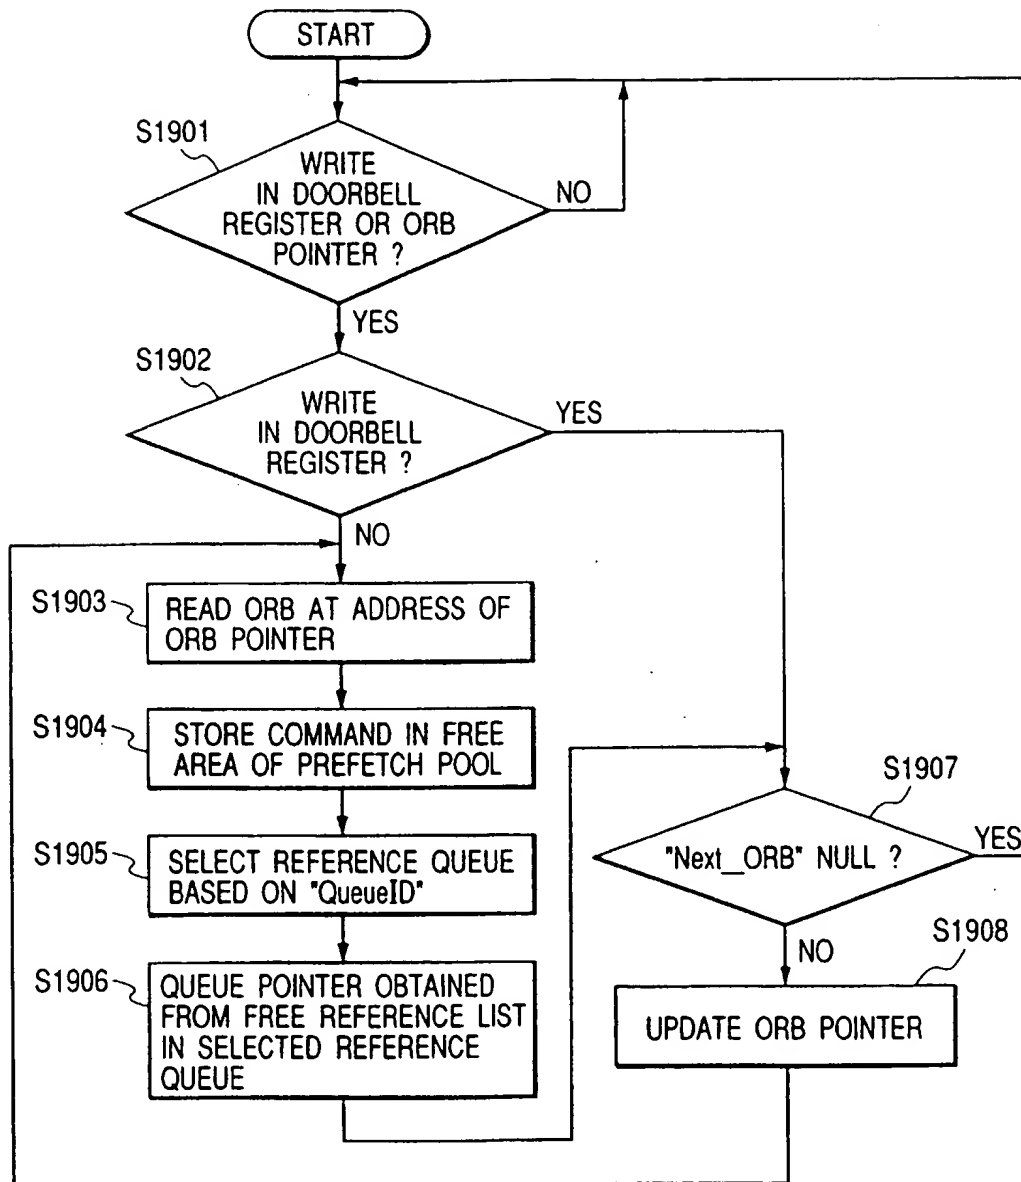 START
S1901
WRITE
IN DOORBELL
REGISTER OR ORB
POINTER ?
NO
YES
S1902
WRITE
IN DOORBELL
REGISTER ?
YES
NO
S1903
READ ORB AT ADDRESS OF
ORB POINTER
S1904
STORE COMMAND IN FREE
AREA OF PREFETCH POOL
S1905
SELECT REFERENCE QUEUE
BASED ON "QueueID"
S1906
QUEUE POINTER OBTAINED
FROM FREE REFERENCE LIST
IN SELECTED REFERENCE
QUEUE
S1907
"Next__ORB" NULL ?
YES
NO
S1908
UPDATE ORB POINTER